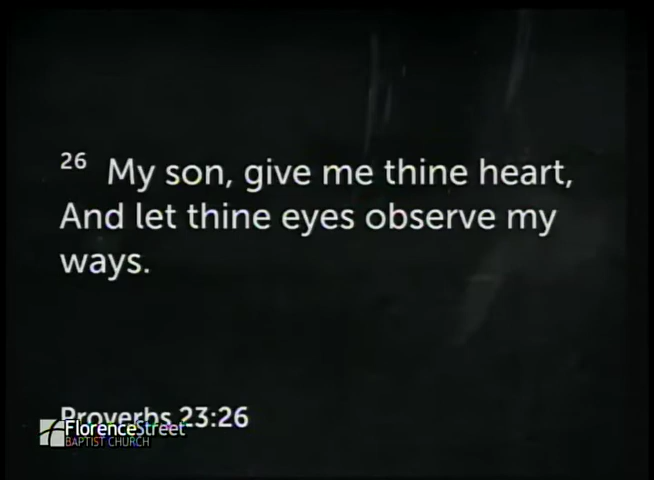 26 My son, give me thine heart,
And let thine eyes observe my
ways.
Proverbs 23:26
FlorenceStreet
BAPTIST CHURCH